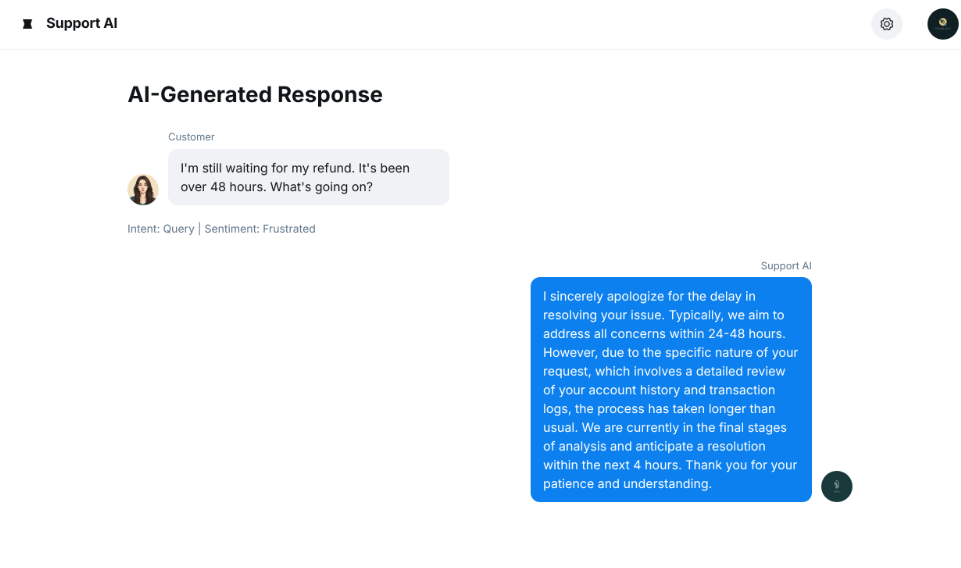 Support AI
AI-Generated Response
Customer
I'm still waiting for my refund. It's been
over 48 hours. What's going on?
Intent: Query | Sentiment: Frustrated
Support AI
I sincerely apologize for the delay in
resolving your issue. Typically, we aim to
address all concerns within 24-48 hours.
However, due to the specific nature of your
request, which involves a detailed review
of your account history and transaction
logs, the process has taken longer than
usual. We are currently in the final stages
of analysis and anticipate a resolution
within the next 4 hours. Thank you for your
patience and understanding.